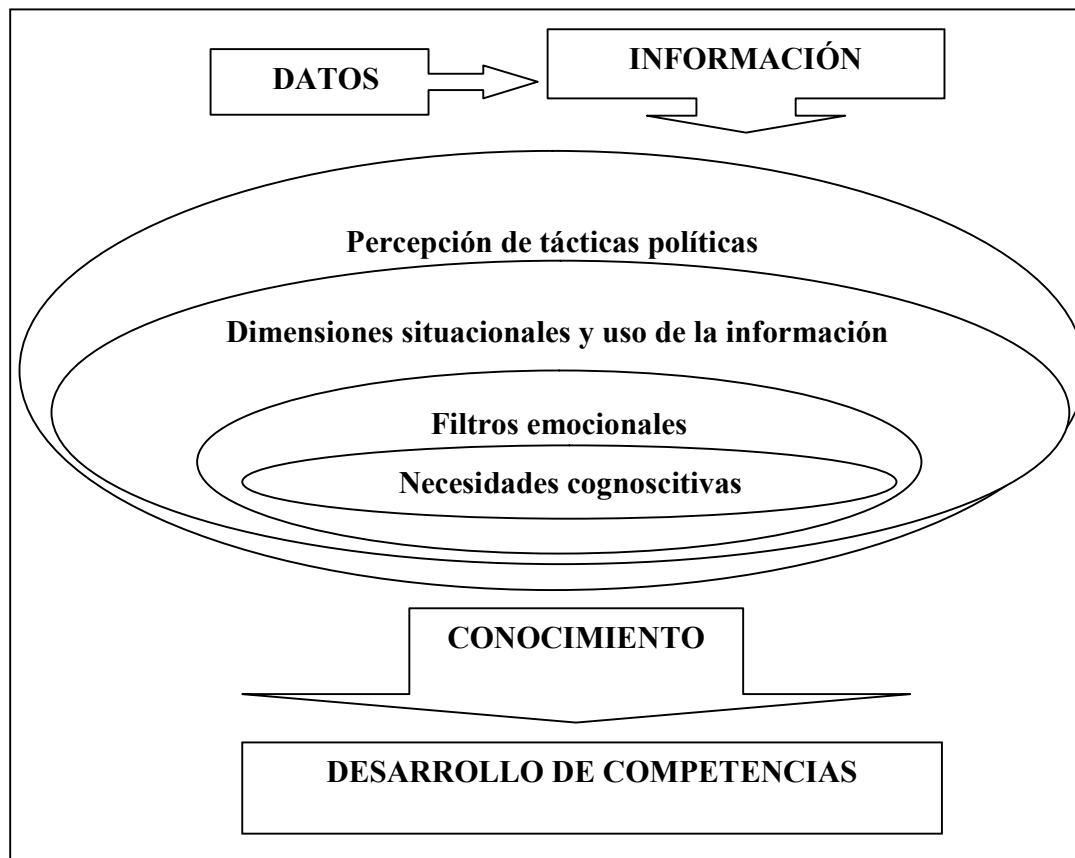 DATOS
INFORMACIÓN
Percepción de tácticas políticas
Dimensiones situacionales y uso de la información
Filtros emocionales
Necesidades cognoscitivas
CONOCIMIENTO
DESARROLLO DE COMPETENCIAS